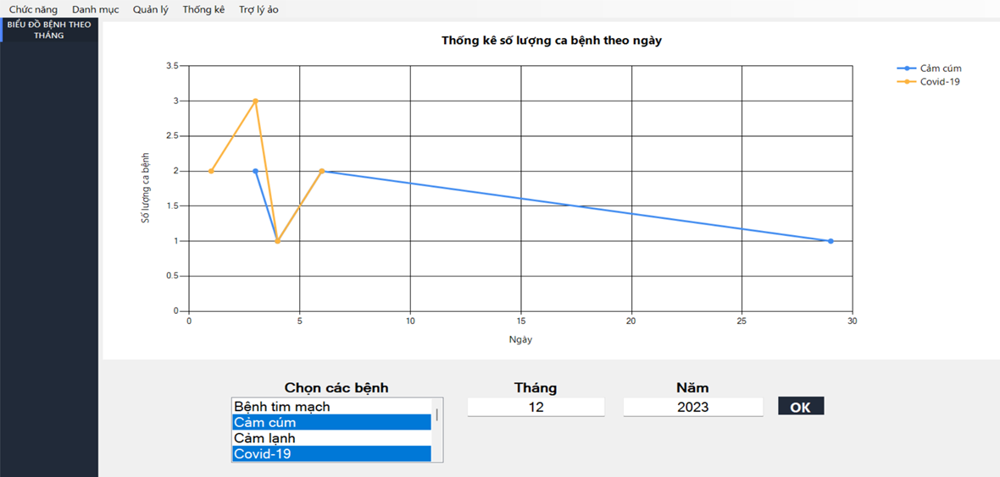 Chức năng Danh mục Quản lý Thống kê Trợ lý ảo
BIỂU ĐỒ BỆNH THEO
THÁNG
Thống kê số lượng ca bệnh theo ngày
Cảm cúm
Covid-19
3.5
3
2.5
2
1.5
1
0.5
0
Số lượng ca bệnh
0 5 10 15 20 25 30
Ngày
Chọn các bệnh
Bệnh tim mạch
Cảm cúm
Cảm lạnh
Covid-19
Tháng
12
Năm
2023
OK